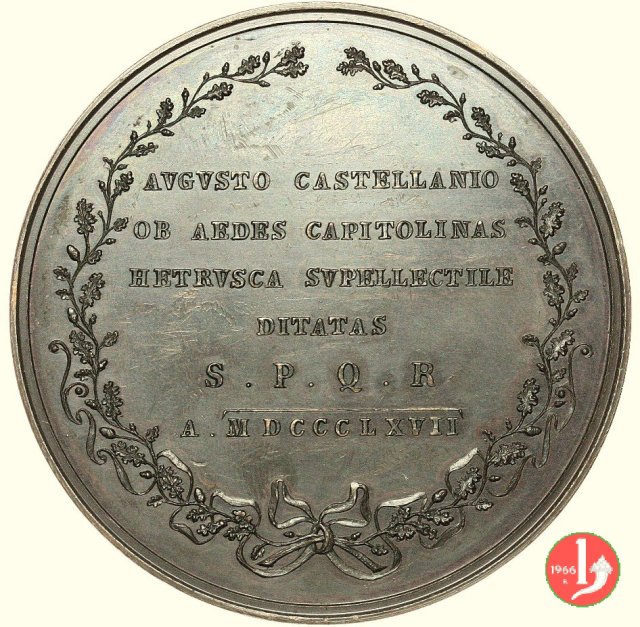 AVGVSTO CASTELLANIO
OB AEDES CAPITOLINAS
HETRVSCA SVPELLECTILE
DITATAS
S . P . Q . R
A . MDCCCLXVII
1966